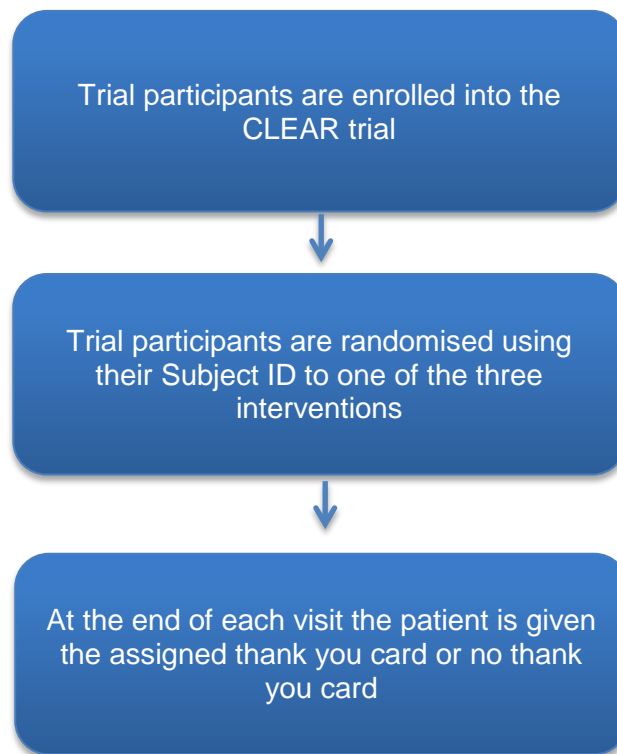 Trial participants are enrolled into the
CLEAR trial
Trial participants are randomised using
their Subject ID to one of the three
interventions
At the end of each visit the patient is given
the assigned thank you card or no thank
you card